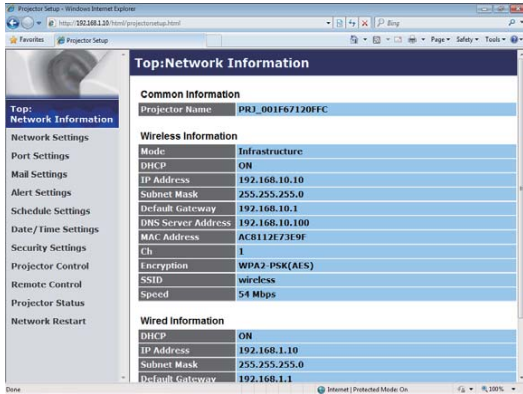 Projector Setup - Windows Internet Explorer
http://192.168.1.10/html/projectorsetup.html
Bing
Favorites Projector Setup
Page Safety Tools
Top:Network Information
Top:
Network Information
Network Settings
Port Settings
Mail Settings
Alert Settings
Schedule Settings
Date/Time Settings
Security Settings
Projector Control
Remote Control
Projector Status
Network Restart
Common Information
Projector Name PRJ_001F67120FFC
Wireless Information
Mode Infrastructure
DHCP ON
IP Address 192.168.10.10
Subnet Mask 255.255.255.0
Default Gateway 192.168.10.1
DNS Server Address 192.168.10.100
MAC Address AC8112E73E9F
Ch 1
Encryption WPA2-PSK(AES)
SSID wireless
Speed 54 Mbps
Wired Information
DHCP ON
IP Address 192.168.1.10
Subnet Mask 255.255.255.0
Default Gateway 192.168.1.1
Done Internet | Protected Mode: On 100%